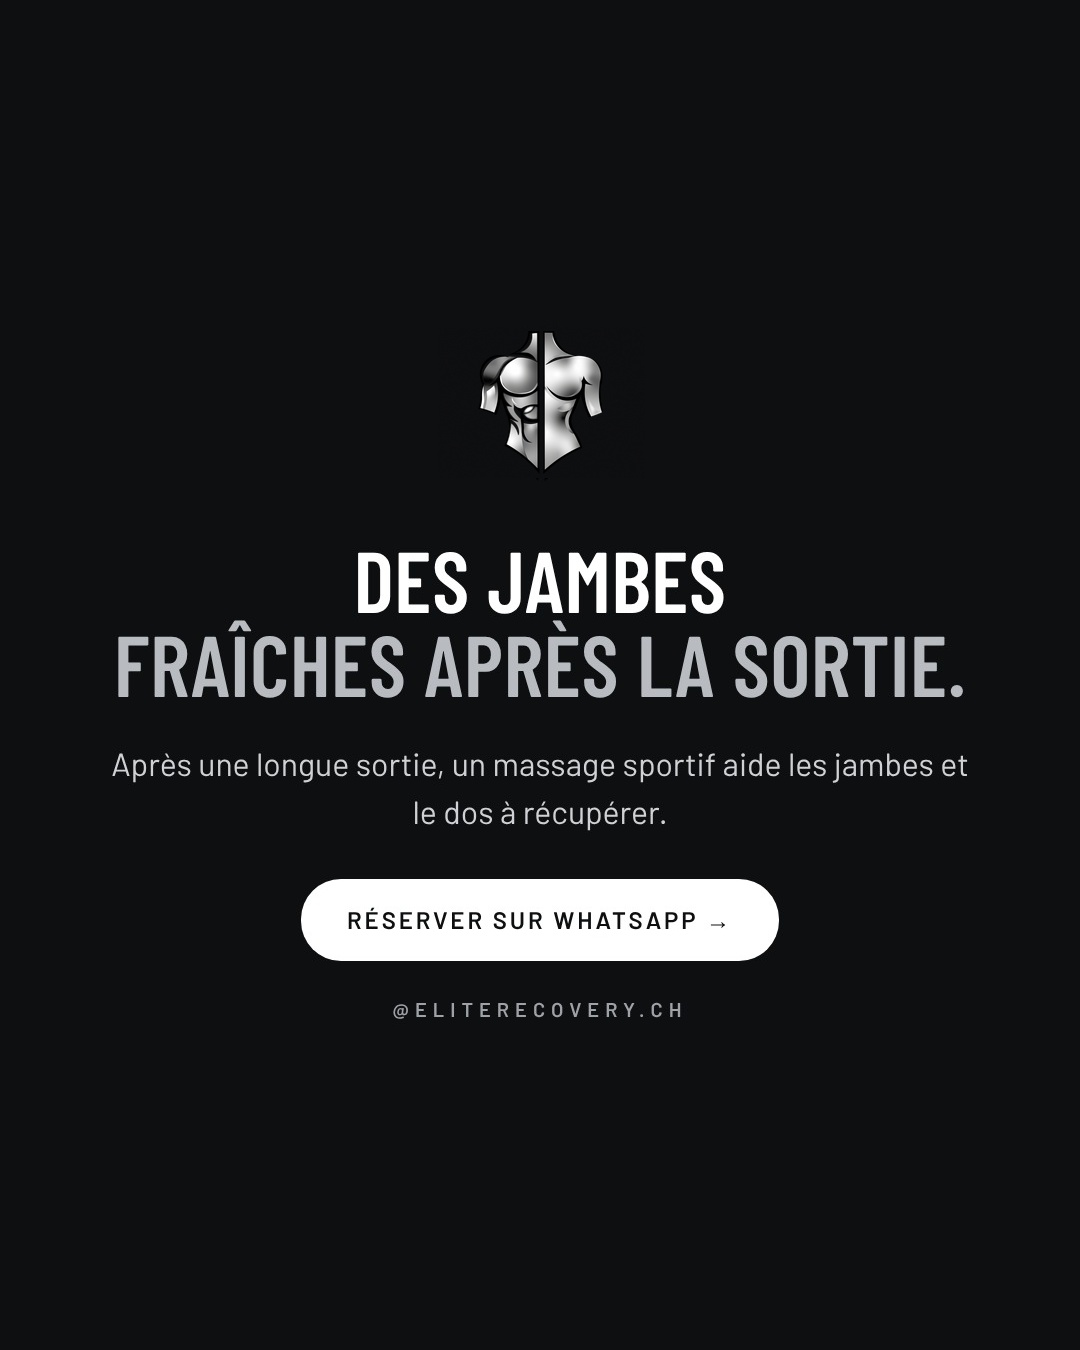 DES JAMBES
FRAÎCHES APRÈS LA SORTIE.
Après une longue sortie, un massage sportif aide les jambes et
le dos à récupérer.
RÉSERVER SUR WHATSAPP →
@ELITERECOVERY.CH